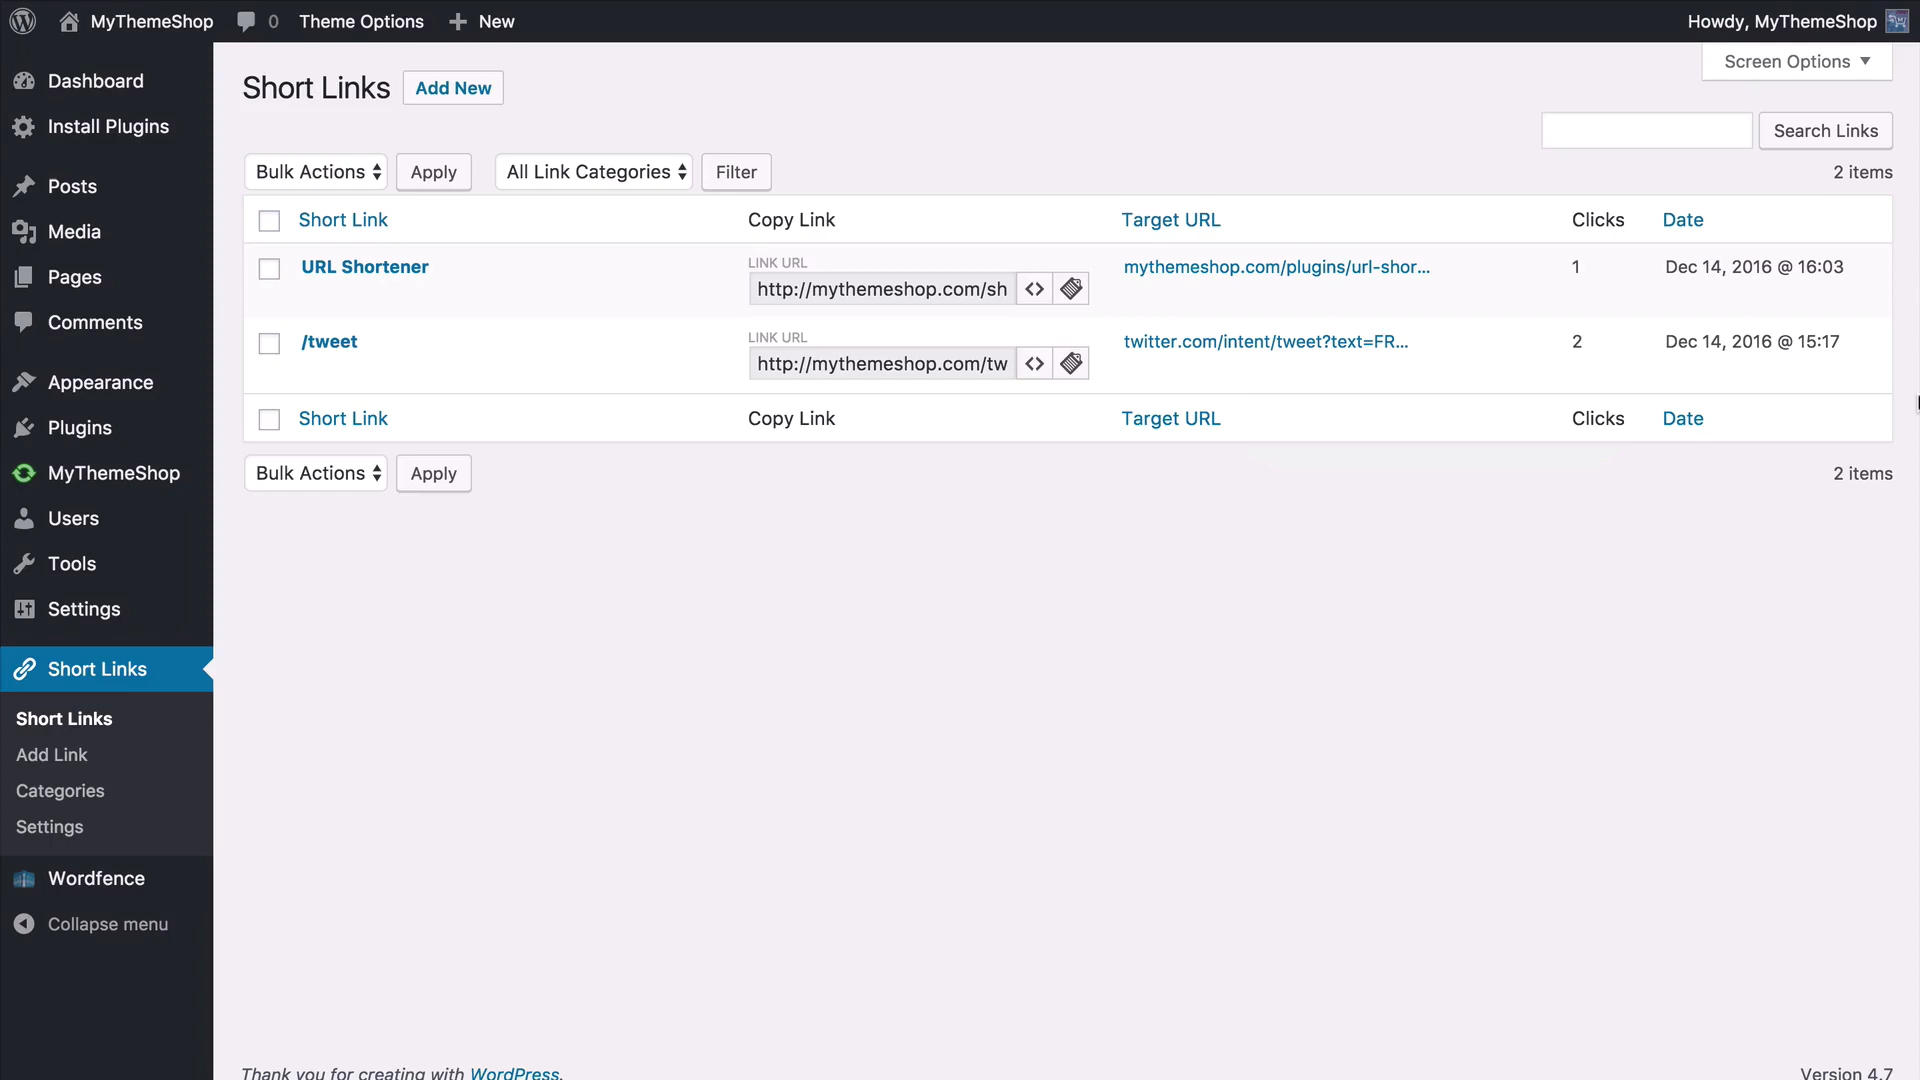 MyThemeShop 0 Theme Options New Howdy, MyThemeShop
Screen Options
Dashboard
Install Plugins
Posts
Media
Pages
Comments
Appearance
Plugins
MyThemeShop
Users
Tools
Settings
Short Links
Short Links
Add Link
Categories
Settings
Wordfence
Collapse menu
Short Links Add New
Search Links
Bulk Actions Apply All Link Categories Filter 2 items
Short Link Copy Link Target URL Clicks Date
LINK URL
URL Shortener http://mythemeshop.com/sh <> mythemeshop.com/plugins/url-shor... 1 Dec 14, 2016 @ 16:03
LINK URL
/tweet http://mythemeshop.com/tw <> twitter.com/intent/tweet?text=FR... 2 Dec 14, 2016 @ 15:17
Short Link Copy Link Target URL Clicks Date
Bulk Actions Apply 2 items
Thank you for creating with WordPress. Version 4.7